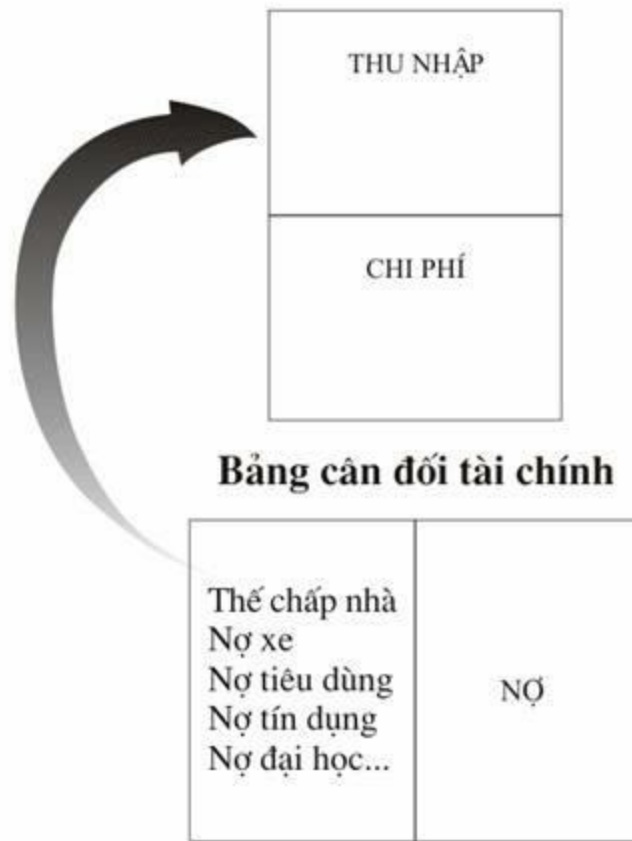 THU NHẬP
CHI PHÍ
Bảng cân đối tài chính
Thế chấp nhà
Nợ xe
Nợ tiêu dùng
Nợ tín dụng
Nợ đại học...
NỢ